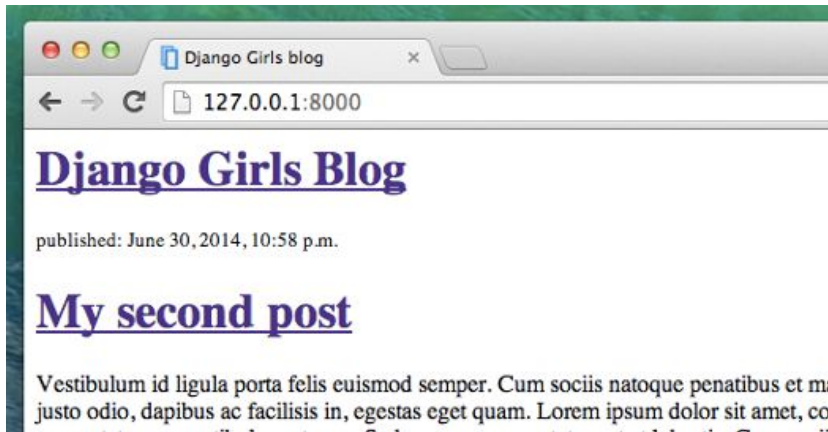 Django Girls blog
127.0.0.1:8000
Django Girls Blog
published: June 30, 2014, 10:58 p.m.
My second post
Vestibulum id ligula porta felis euismod semper. Cum sociis natoque penatibus et
justo odio, dapibus ac facilisis in, egestas eget quam. Lorem ipsum dolor sit amet,